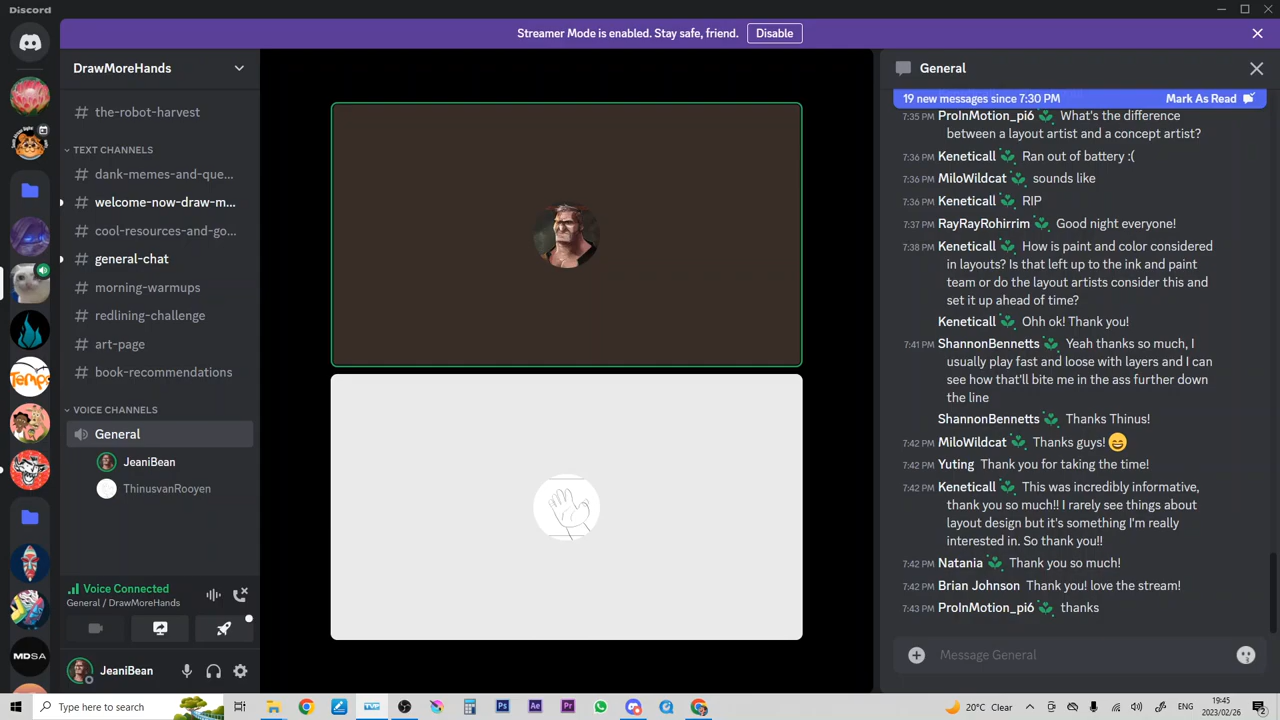 Discord
Streamer Mode is enabled. Stay safe, friend.
Disable
DrawMoreHands
the-robot-harvest
TEXT CHANNELS
dank-memes-and-que...
welcome-now-draw-m...
cool-resources-and-go...
general-chat
morning-warmups
redlining-challenge
art-page
book-recommendations
VOICE CHANNELS
General
JeaniBean
ThinusvanRooyen
Voice Connected
General / DrawMoreHands
JeaniBean
MDSA
General
19 new messages since 7:30 PM
Mark As Read
7:35 PM ProInMotion_pi6 What's the difference
between a layout artist and a concept artist?
7:36 PM Keneticall Ran out of battery :(
7:36 PM MiloWildcat sounds like
7:36 PM Keneticall RIP
7:37 PM RayRayRohirrim Good night everyone!
7:38 PM Keneticall How is paint and color considered
in layouts? Is that left up to the ink and paint
team or do the layout artists consider this and
set it up ahead of time?
Keneticall Ohh ok! Thank you!
7:41 PM ShannonBennetts Yeah thanks so much, I
usually play fast and loose with layers and I can
see how that'll bite me in the ass further down
the line
ShannonBennetts Thanks Thinus!
7:42 PM MiloWildcat Thanks guys! 😄
7:42 PM Yuting Thank you for taking the time!
7:42 PM Keneticall This was incredibly informative,
thank you so much!! I rarely see things about
layout design but it's something I'm really
interested in. So thank you!!
7:42 PM Natania Thank you so much!
7:42 PM Brian Johnson Thank you! love the stream!
7:43 PM ProInMotion_pi6 thanks
Message General
Type here to search
TVP
Ps
Ae
Pr
20°C Clear
ENG
19:45
2023/02/26